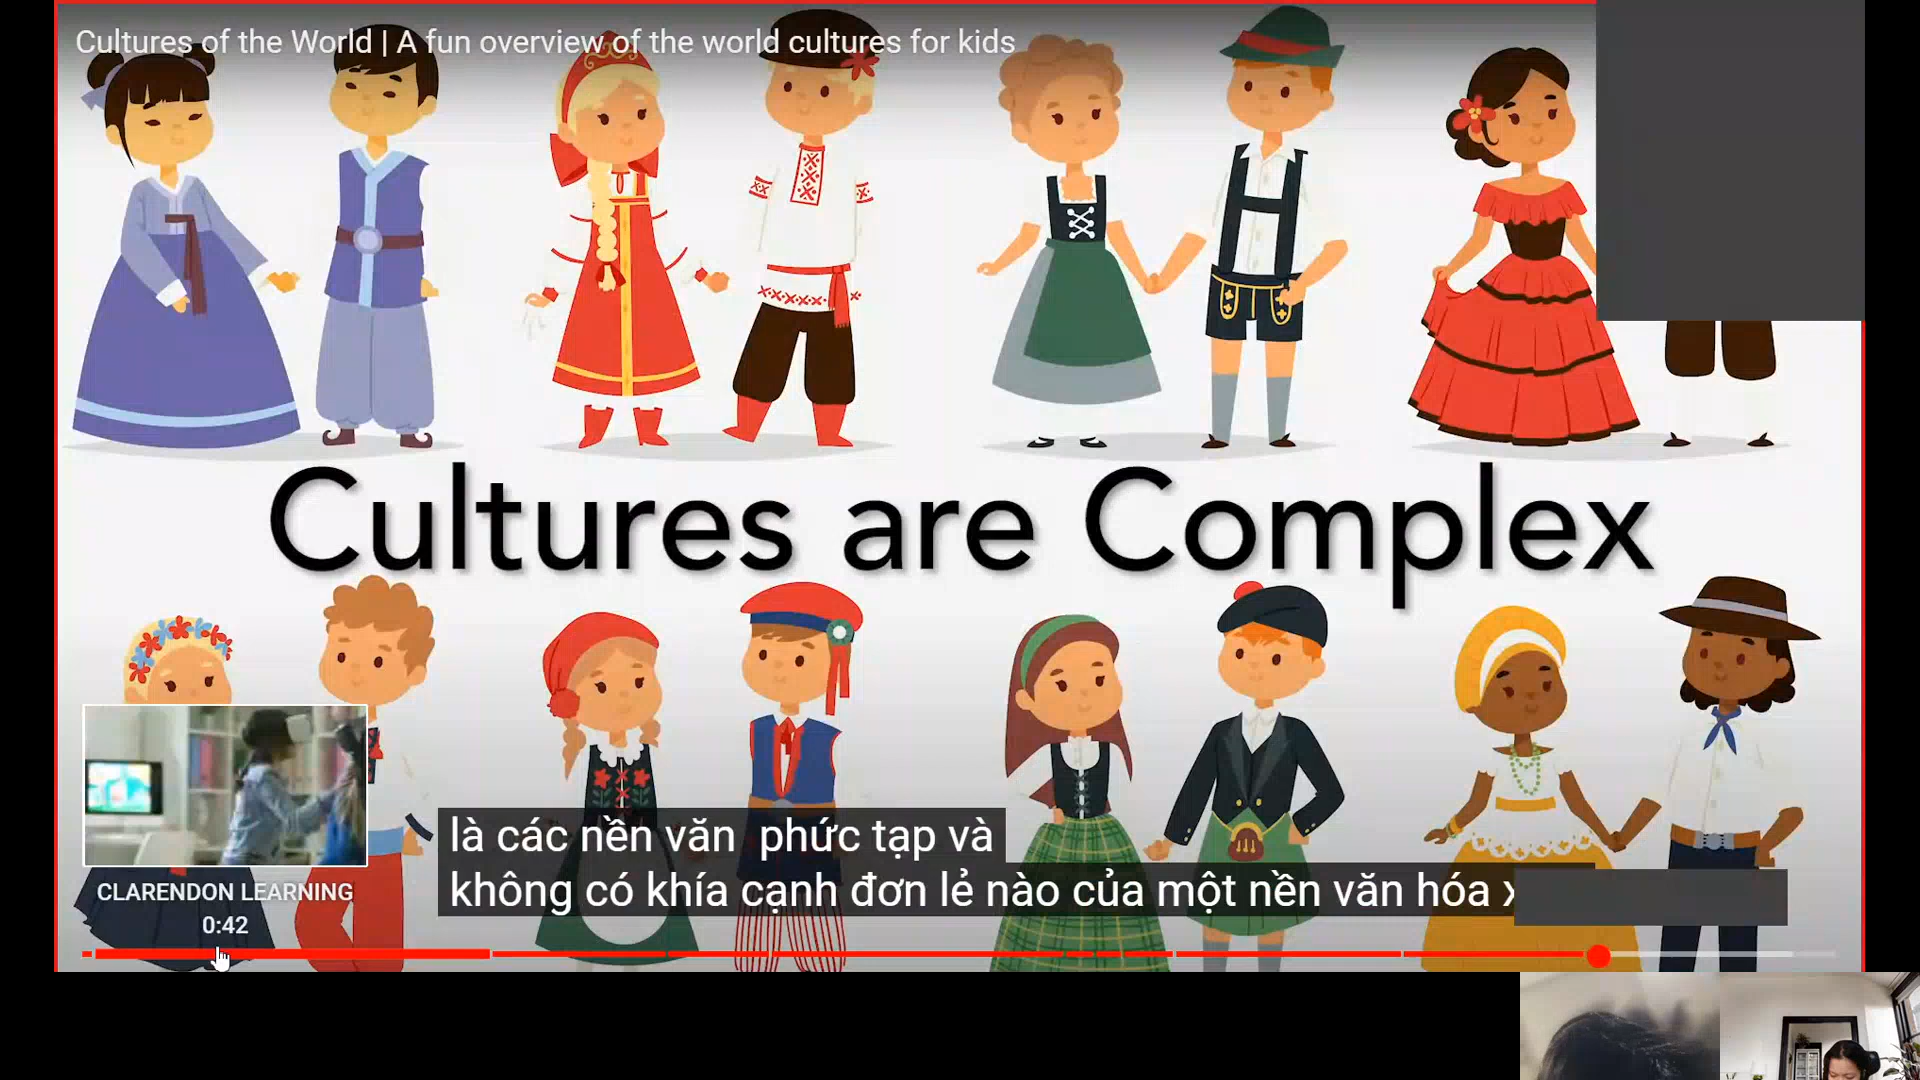 Cultures of the World | A fun overview of the world cultures for kids
Cultures are Complex
là các nền văn  phức tạp và
không có khía cạnh đơn lẻ nào của một nền văn hóa
CLARENDON LEARNING
0:42